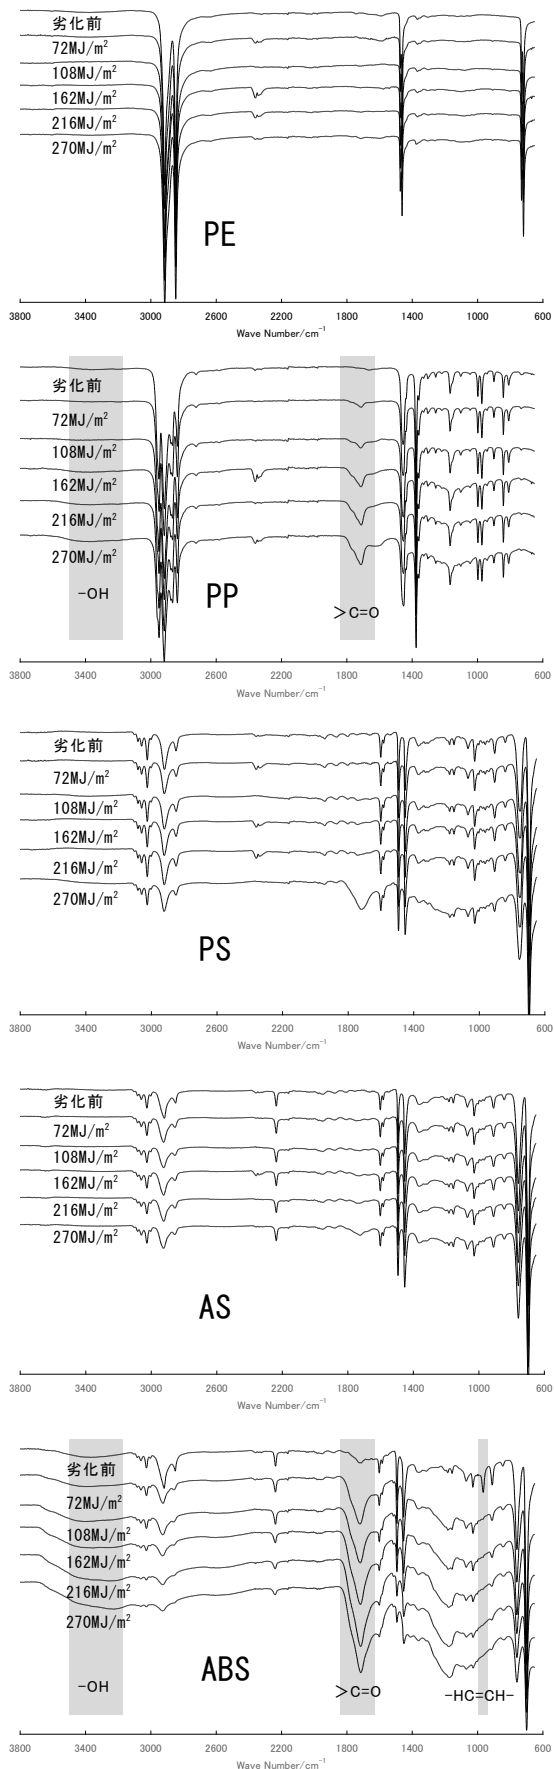 劣化前
72MJ/m²
108MJ/m²
162MJ/m²
216MJ/m²
270MJ/m²
PE
3800 3400 3000 2600 2200 1800 1400 1000 600
Wave Number/cm⁻¹
劣化前
72MJ/m²
108MJ/m²
162MJ/m²
216MJ/m²
270MJ/m²
-OH
PP
>C=O
3800 3400 3000 2600 2200 1800 1400 1000 600
Wave Number/cm⁻¹
劣化前
72MJ/m²
108MJ/m²
162MJ/m²
216MJ/m²
270MJ/m²
PS
3800 3400 3000 2600 2200 1800 1400 1000 600
Wave Number/cm⁻¹
劣化前
72MJ/m²
108MJ/m²
162MJ/m²
216MJ/m²
270MJ/m²
AS
3800 3400 3000 2600 2200 1800 1400 1000 600
Wave Number/cm⁻¹
劣化前
72MJ/m²
108MJ/m²
162MJ/m²
216MJ/m²
270MJ/m²
ABS
-OH >C=O -HC=CH-
3800 3400 3000 2600 2200 1800 1400 1000 600
Wave Number/cm⁻¹